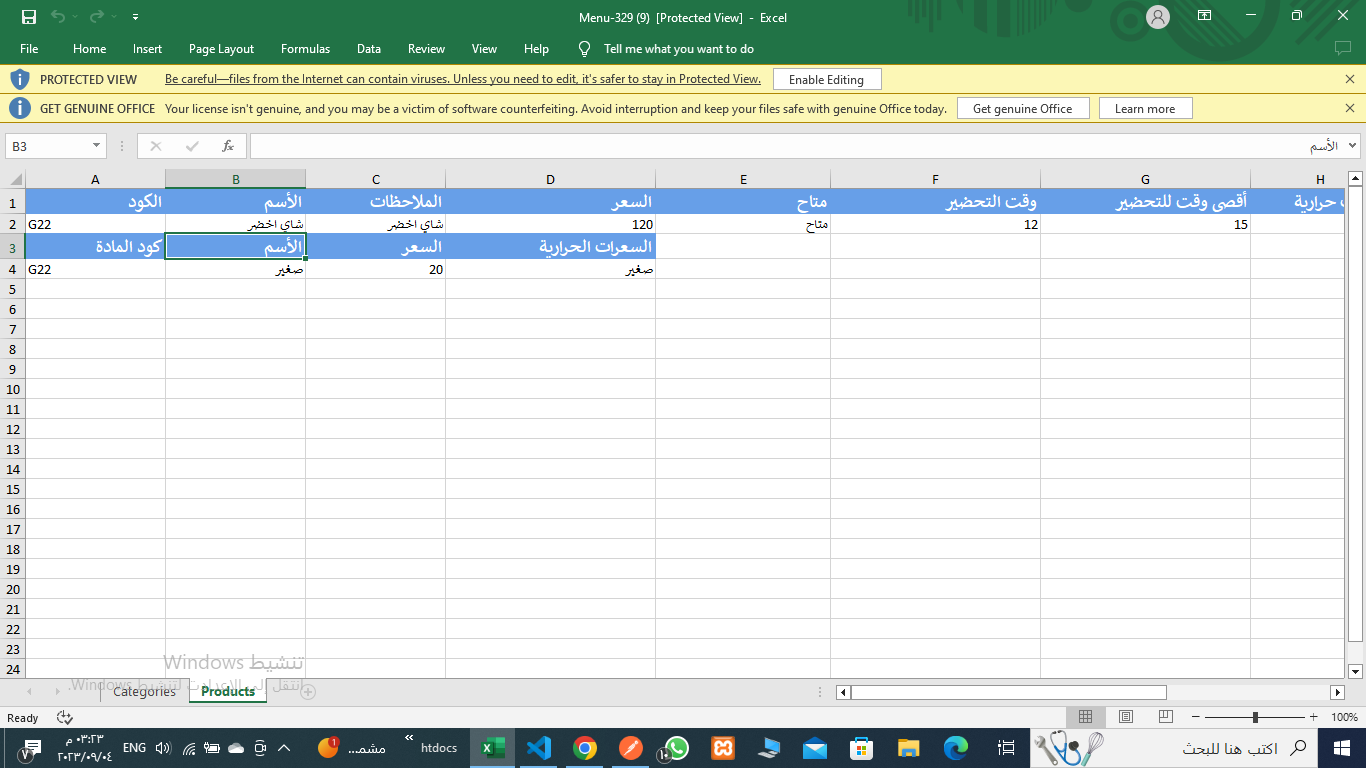 Menu-329 (9) [Protected View] - Excel
File Home Insert Page Layout Formulas Data Review View Help Tell me what you want to do
PROTECTED VIEW Be careful—files from the Internet can contain viruses. Unless you need to edit, it's safer to stay in Protected View. Enable Editing
GET GENUINE OFFICE Your license isn't genuine, and you may be a victim of software counterfeiting. Avoid interruption and keep your files safe with genuine Office today. Get genuine Office Learn more
B3 fx الأسم
A B C D E F G H
1 الكود الأسم الملاحظات السعر متاح وقت التحضير أقصى وقت للتحضير حرارية
2 G22 شاي اخضر شاي اخضر 120 متاح 12 15
3 كود المادة الأسم السعر السعرات الحرارية
4 G22 صغير 20 صغير
5
6
7
8
9
10
11
12
13
14
15
16
17
18
19
20
21
22
23
24
تنشيط Windows
انتقل إلى الإعدادات لتنشيط Windows.
Categories Products
Ready 100%
٠٣:٢٣ م ENG 1 مشمـ... htdocs اكتب هنا للبحث
٢٠٢٣/٠٩/٠٤